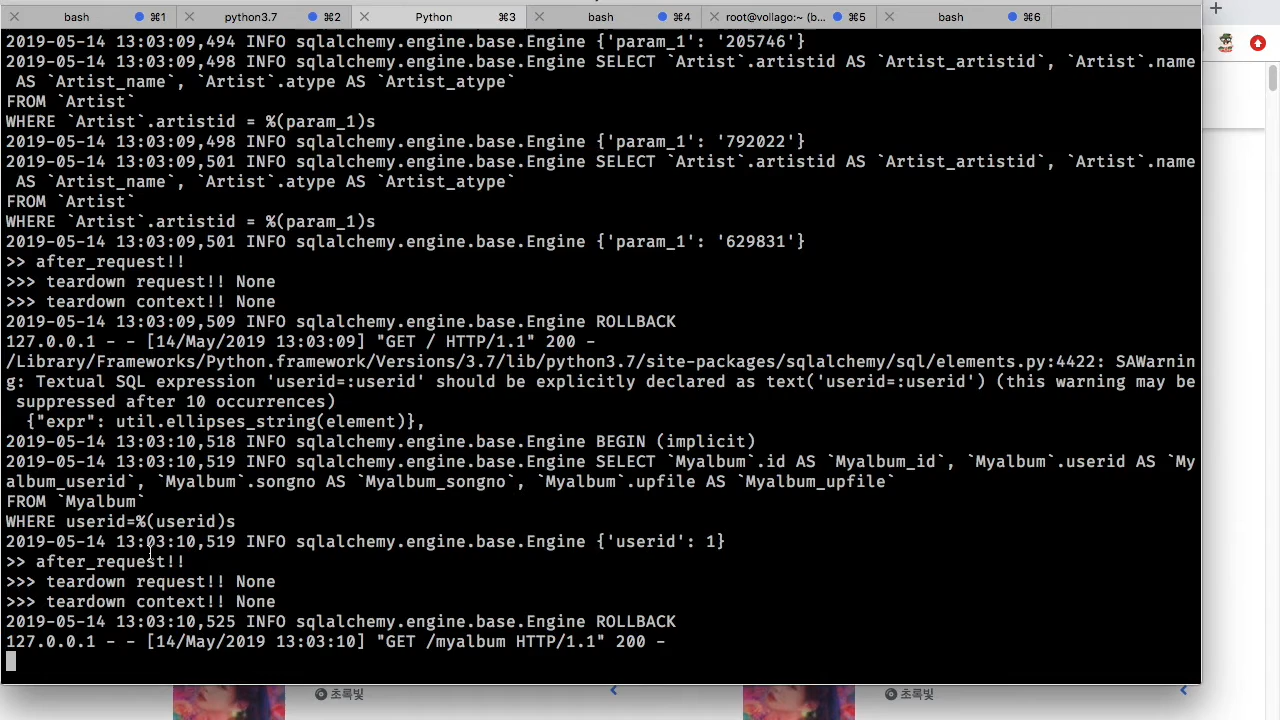 bash ⌘1 python3.7 ⌘2 Python ⌘3 bash ⌘4 root@vollago:~ (b... ⌘5 bash ⌘6
2019-05-14 13:03:09,494 INFO sqlalchemy.engine.base.Engine {'param_1': '205746'}
2019-05-14 13:03:09,498 INFO sqlalchemy.engine.base.Engine SELECT `Artist`.artistid AS `Artist_artistid`, `Artist`.name
AS `Artist_name`, `Artist`.atype AS `Artist_atype`
FROM `Artist`
WHERE `Artist`.artistid = %(param_1)s
2019-05-14 13:03:09,498 INFO sqlalchemy.engine.base.Engine {'param_1': '792022'}
2019-05-14 13:03:09,501 INFO sqlalchemy.engine.base.Engine SELECT `Artist`.artistid AS `Artist_artistid`, `Artist`.name
AS `Artist_name`, `Artist`.atype AS `Artist_atype`
FROM `Artist`
WHERE `Artist`.artistid = %(param_1)s
2019-05-14 13:03:09,501 INFO sqlalchemy.engine.base.Engine {'param_1': '629831'}
>> after_request!!
>>> teardown request!! None
>>> teardown context!! None
2019-05-14 13:03:09,509 INFO sqlalchemy.engine.base.Engine ROLLBACK
127.0.0.1 - - [14/May/2019 13:03:09] "GET / HTTP/1.1" 200 -
/Library/Frameworks/Python.framework/Versions/3.7/lib/python3.7/site-packages/sqlalchemy/sql/elements.py:4422: SAWarnin
g: Textual SQL expression 'userid=:userid' should be explicitly declared as text('userid=:userid') (this warning may be
suppressed after 10 occurrences)
{"expr": util.ellipses_string(element)},
2019-05-14 13:03:10,518 INFO sqlalchemy.engine.base.Engine BEGIN (implicit)
2019-05-14 13:03:10,519 INFO sqlalchemy.engine.base.Engine SELECT `Myalbum`.id AS `Myalbum_id`, `Myalbum`.userid AS `My
album_userid`, `Myalbum`.songno AS `Myalbum_songno`, `Myalbum`.upfile AS `Myalbum_upfile`
FROM `Myalbum`
WHERE userid=%(userid)s
2019-05-14 13:03:10,519 INFO sqlalchemy.engine.base.Engine {'userid': 1}
>> after_request!!
>>> teardown request!! None
>>> teardown context!! None
2019-05-14 13:03:10,525 INFO sqlalchemy.engine.base.Engine ROLLBACK
127.0.0.1 - - [14/May/2019 13:03:10] "GET /myalbum HTTP/1.1" 200 -
초록빛 초록빛